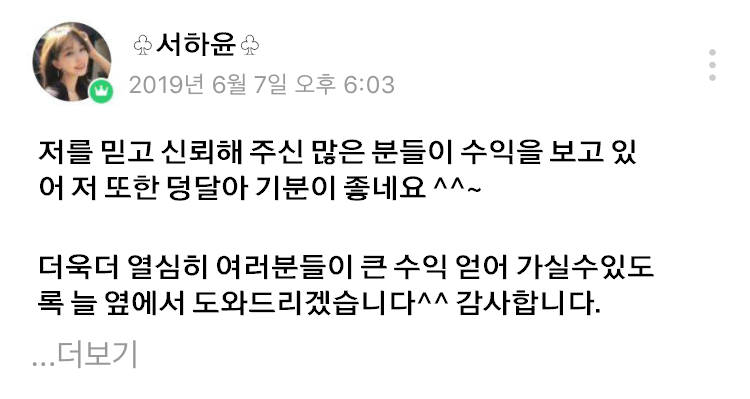 ♧서하윤♧
2019년 6월 7일 오후 6:03
저를 믿고 신뢰해 주신 많은 분들이 수익을 보고 있
어 저 또한 덩달아 기분이 좋네요 ^^~
더욱더 열심히 여러분들이 큰 수익 얻어 가실수있도
록 늘 옆에서 도와드리겠습니다^^ 감사합니다.
...더보기